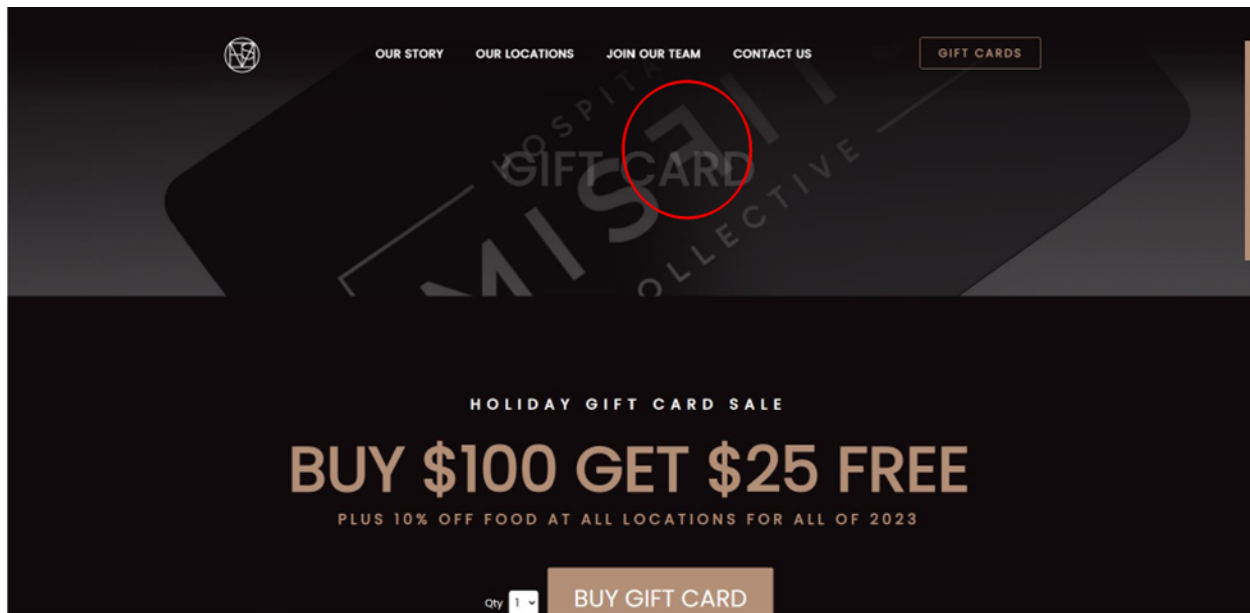 OUR STORY OUR LOCATIONS JOIN OUR TEAM CONTACT US GIFT CARDS
GIFT CARD
COLLECTIVE
HOLIDAY GIFT CARD SALE
BUY $100 GET $25 FREE
PLUS 10% OFF FOOD AT ALL LOCATIONS FOR ALL OF 2023
Qty 1 BUY GIFT CARD